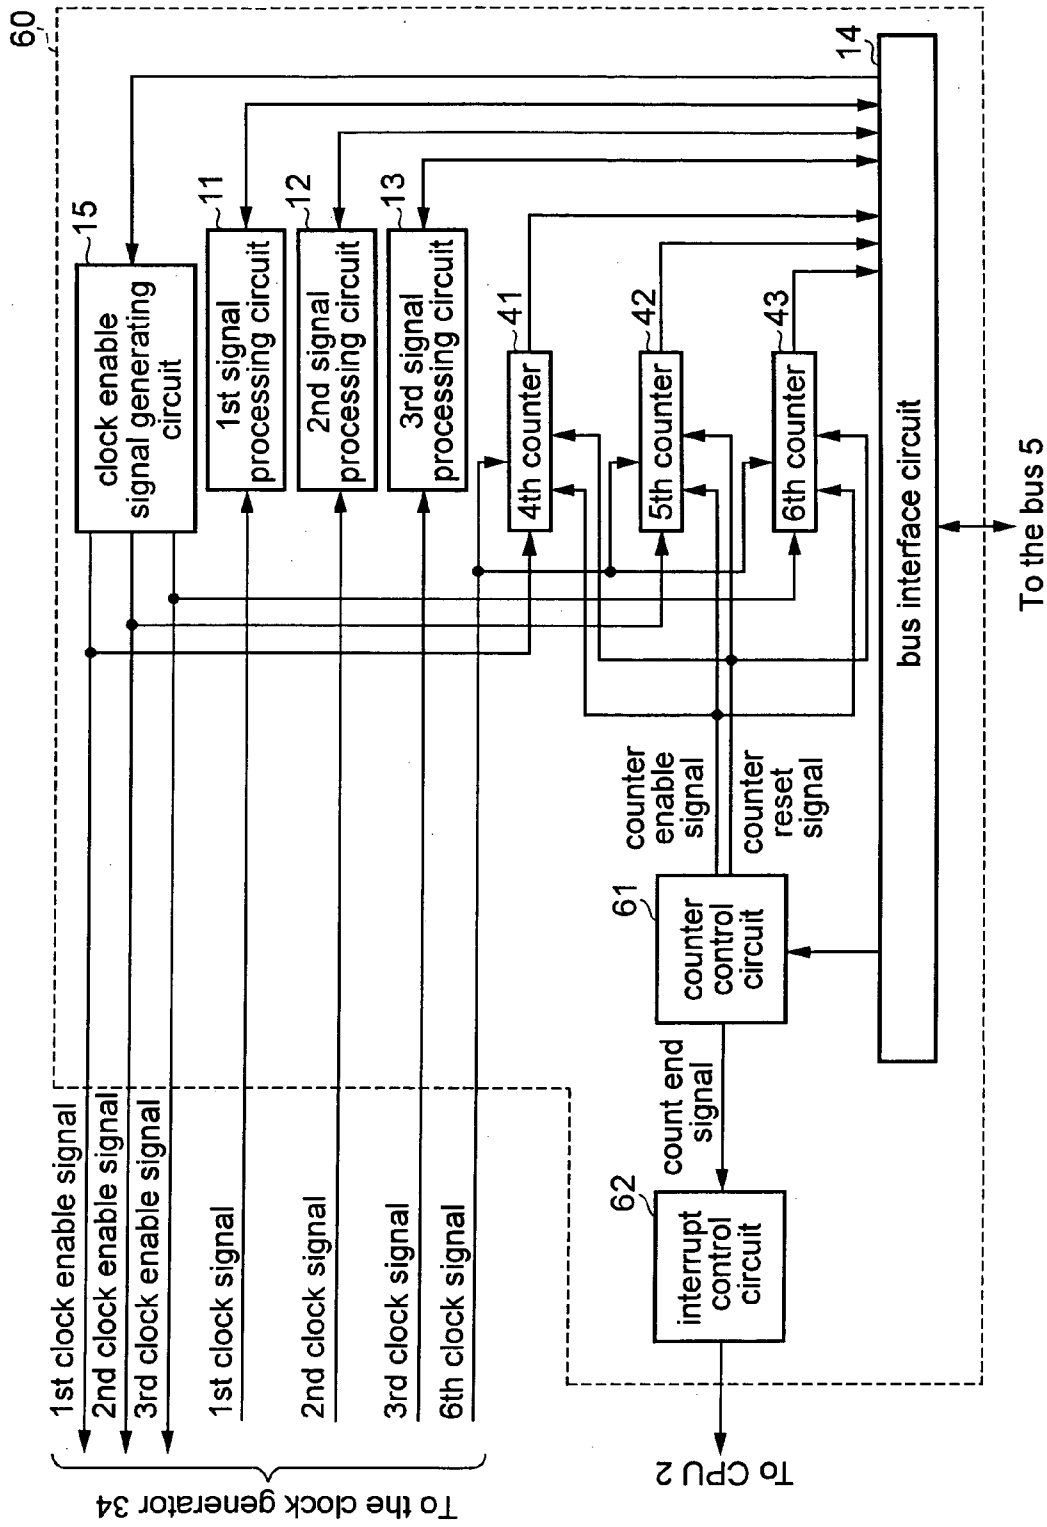 60
15
clock enable
signal generating
circuit
11
1st signal
processing circuit
12
2nd signal
processing circuit
13
3rd signal
processing circuit
41
4th counter
42
5th counter
43
6th counter
14
bus interface circuit
To the bus 5
counter
enable
signal
counter
reset
signal
61
counter
control
circuit
count end
signal
62
interrupt
control
circuit
To CPU 2
1st clock enable signal
2nd clock enable signal
3rd clock enable signal
1st clock signal
2nd clock signal
3rd clock signal
6th clock signal
To the clock generator 34